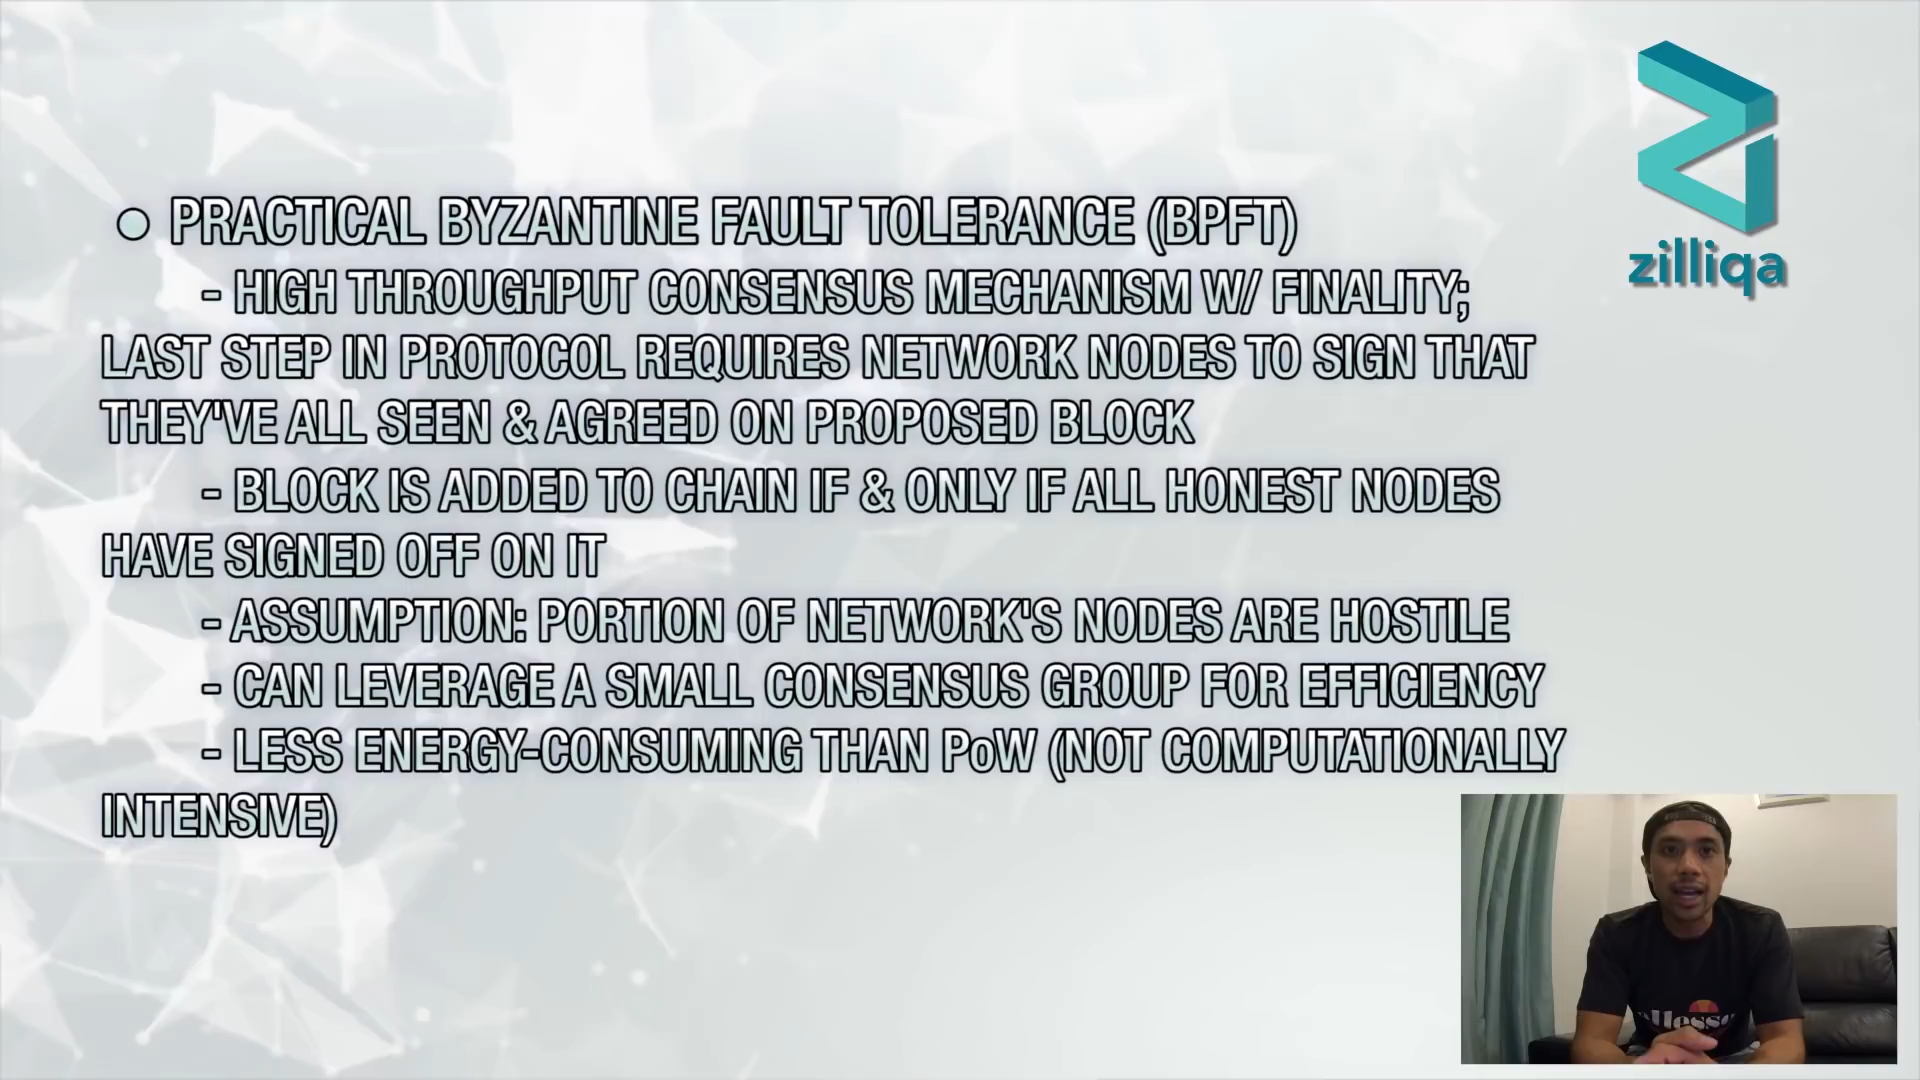 ● PRACTICAL BYZANTINE FAULT TOLERANCE (BPFT)
- HIGH THROUGHPUT CONSENSUS MECHANISM W/ FINALITY;
LAST STEP IN PROTOCOL REQUIRES NETWORK NODES TO SIGN THAT
THEY'VE ALL SEEN & AGREED ON PROPOSED BLOCK
- BLOCK IS ADDED TO CHAIN IF & ONLY IF ALL HONEST NODES
HAVE SIGNED OFF ON IT
- ASSUMPTION: PORTION OF NETWORK'S NODES ARE HOSTILE
- CAN LEVERAGE A SMALL CONSENSUS GROUP FOR EFFICIENCY
- LESS ENERGY-CONSUMING THAN PoW (NOT COMPUTATIONALLY
INTENSIVE)
zilliqa